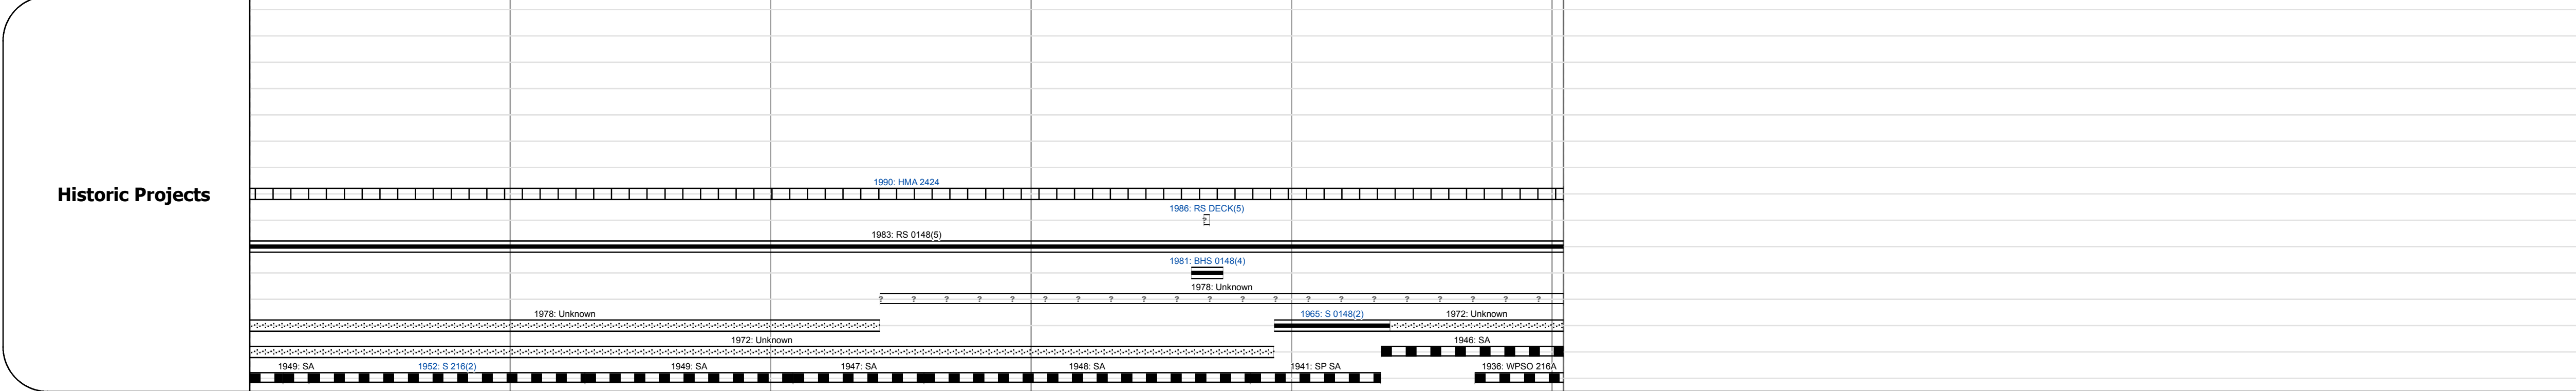 1990: HMA 2424
Historic Projects
1986: RS DECK(5)
?
1983: RS 0148(5)
1981: BHS 0148(4)
1978: Unknown
? ? ? ? ? ? ? ? ? ? ? ? ? ? ? ? ? ? ? ? ?
1978: Unknown 1965: S 0148(2) 1972: Unknown
1972: Unknown 1946: SA
1949: SA 1952: S 216(2) 1949: SA 1947: SA 1948: SA 1941: SP SA 1936: WPSO 216A